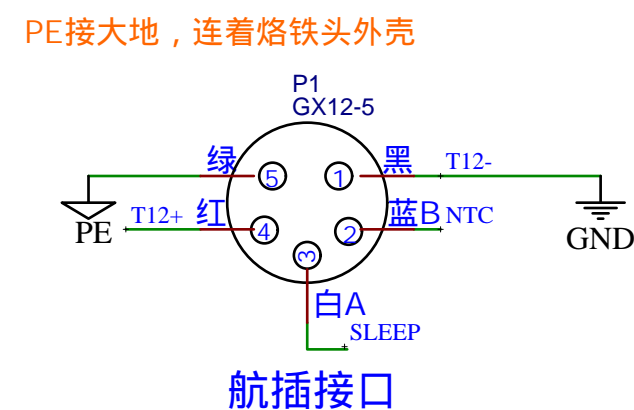 PE接大地，连着烙铁头外壳
P1
GX12-5
绿 黑 T12-
5 1
T12+ 红 蓝B NTC
4 2
PE GND
3
白A
SLEEP
航插接口